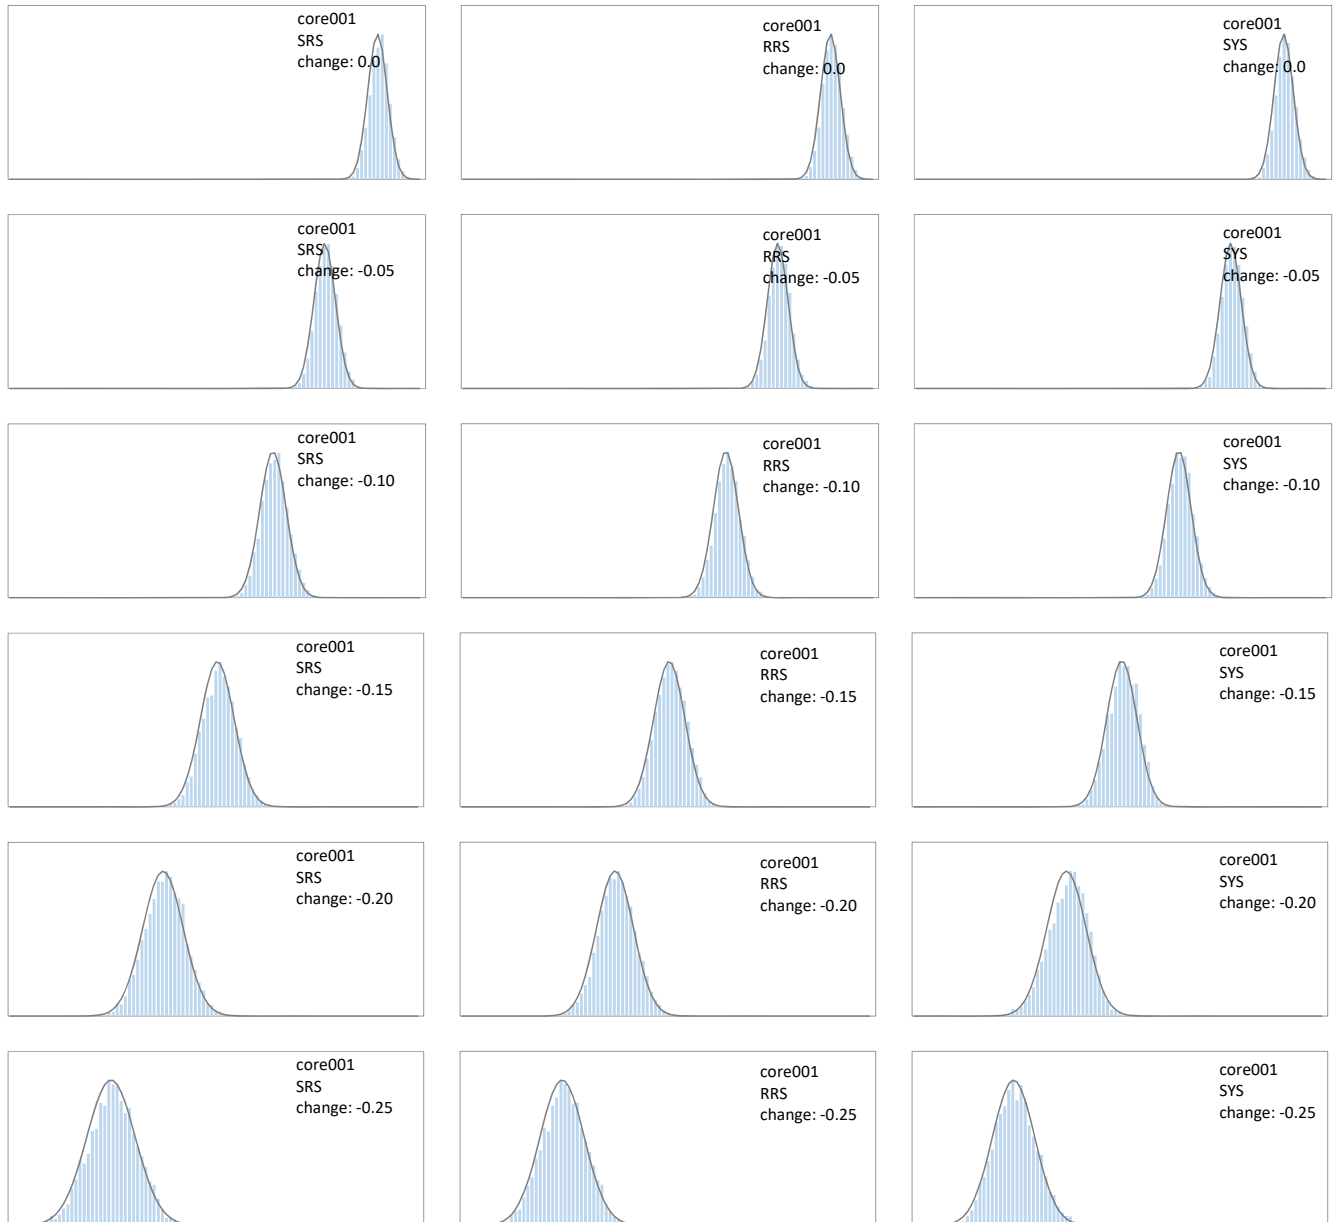 core001
SRS
change: 0.0
core001
RRS
change: 0.0
core001
SYS
change: 0.0
core001
SRS
change: -0.05
core001
RRS
change: -0.05
core001
SYS
change: -0.05
core001
SRS
change: -0.10
core001
RRS
change: -0.10
core001
SYS
change: -0.10
core001
SRS
change: -0.15
core001
RRS
change: -0.15
core001
SYS
change: -0.15
core001
SRS
change: -0.20
core001
RRS
change: -0.20
core001
SYS
change: -0.20
core001
SRS
change: -0.25
core001
RRS
change: -0.25
core001
SYS
change: -0.25